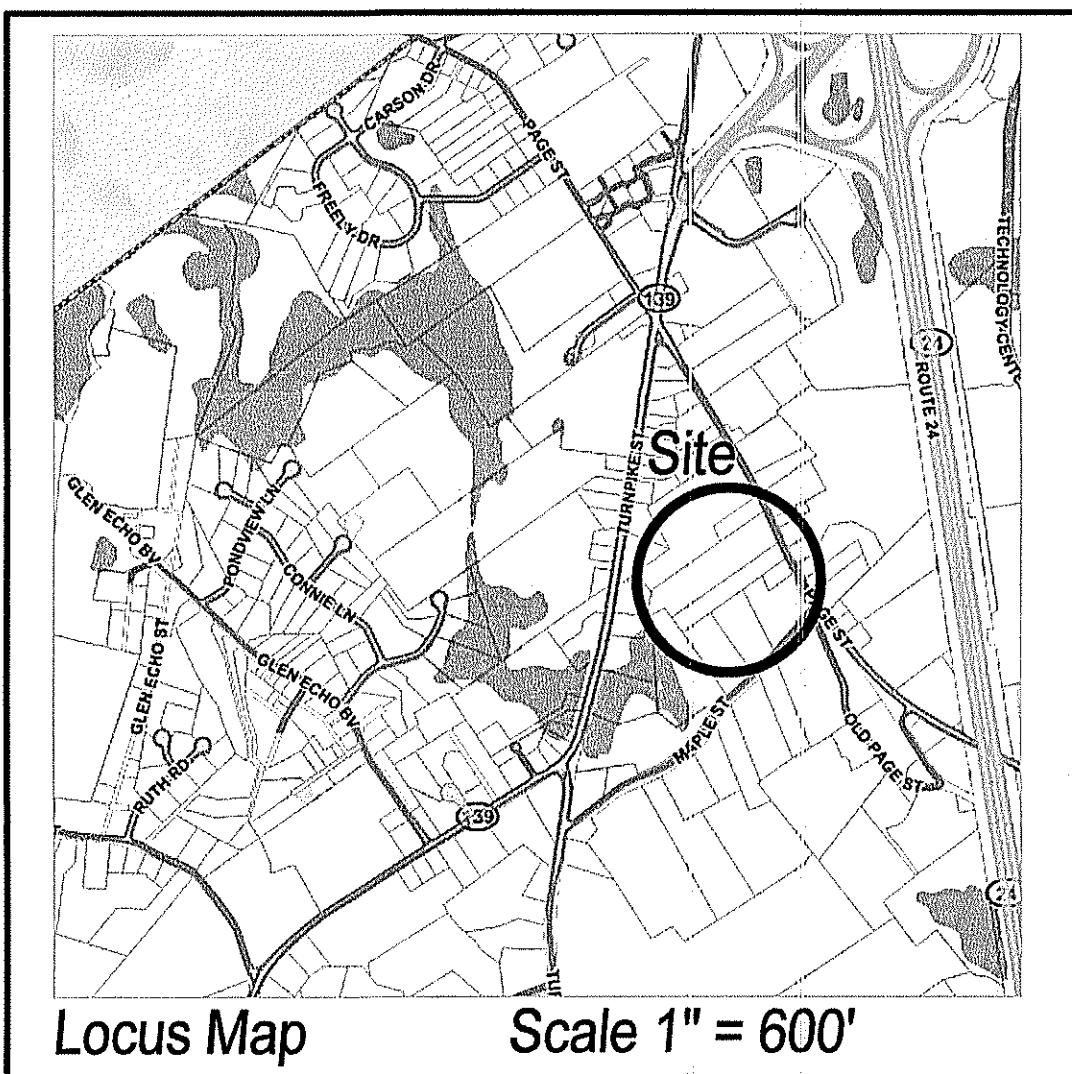 CARSON DR
PAGE ST
FREELY DR
139
TECHNOLOGY CENT
24
ROUTE 24
TURNPIKE ST
Site
GLEN ECHO BV
PONDVIEW LN
CONNIE LN
PAGE ST
GLEN ECHO ST
GLEN ECHO BV
MAPLE ST
OLD PAGE ST
RUTH RD
139
24
TUR
Locus Map Scale 1" = 600'